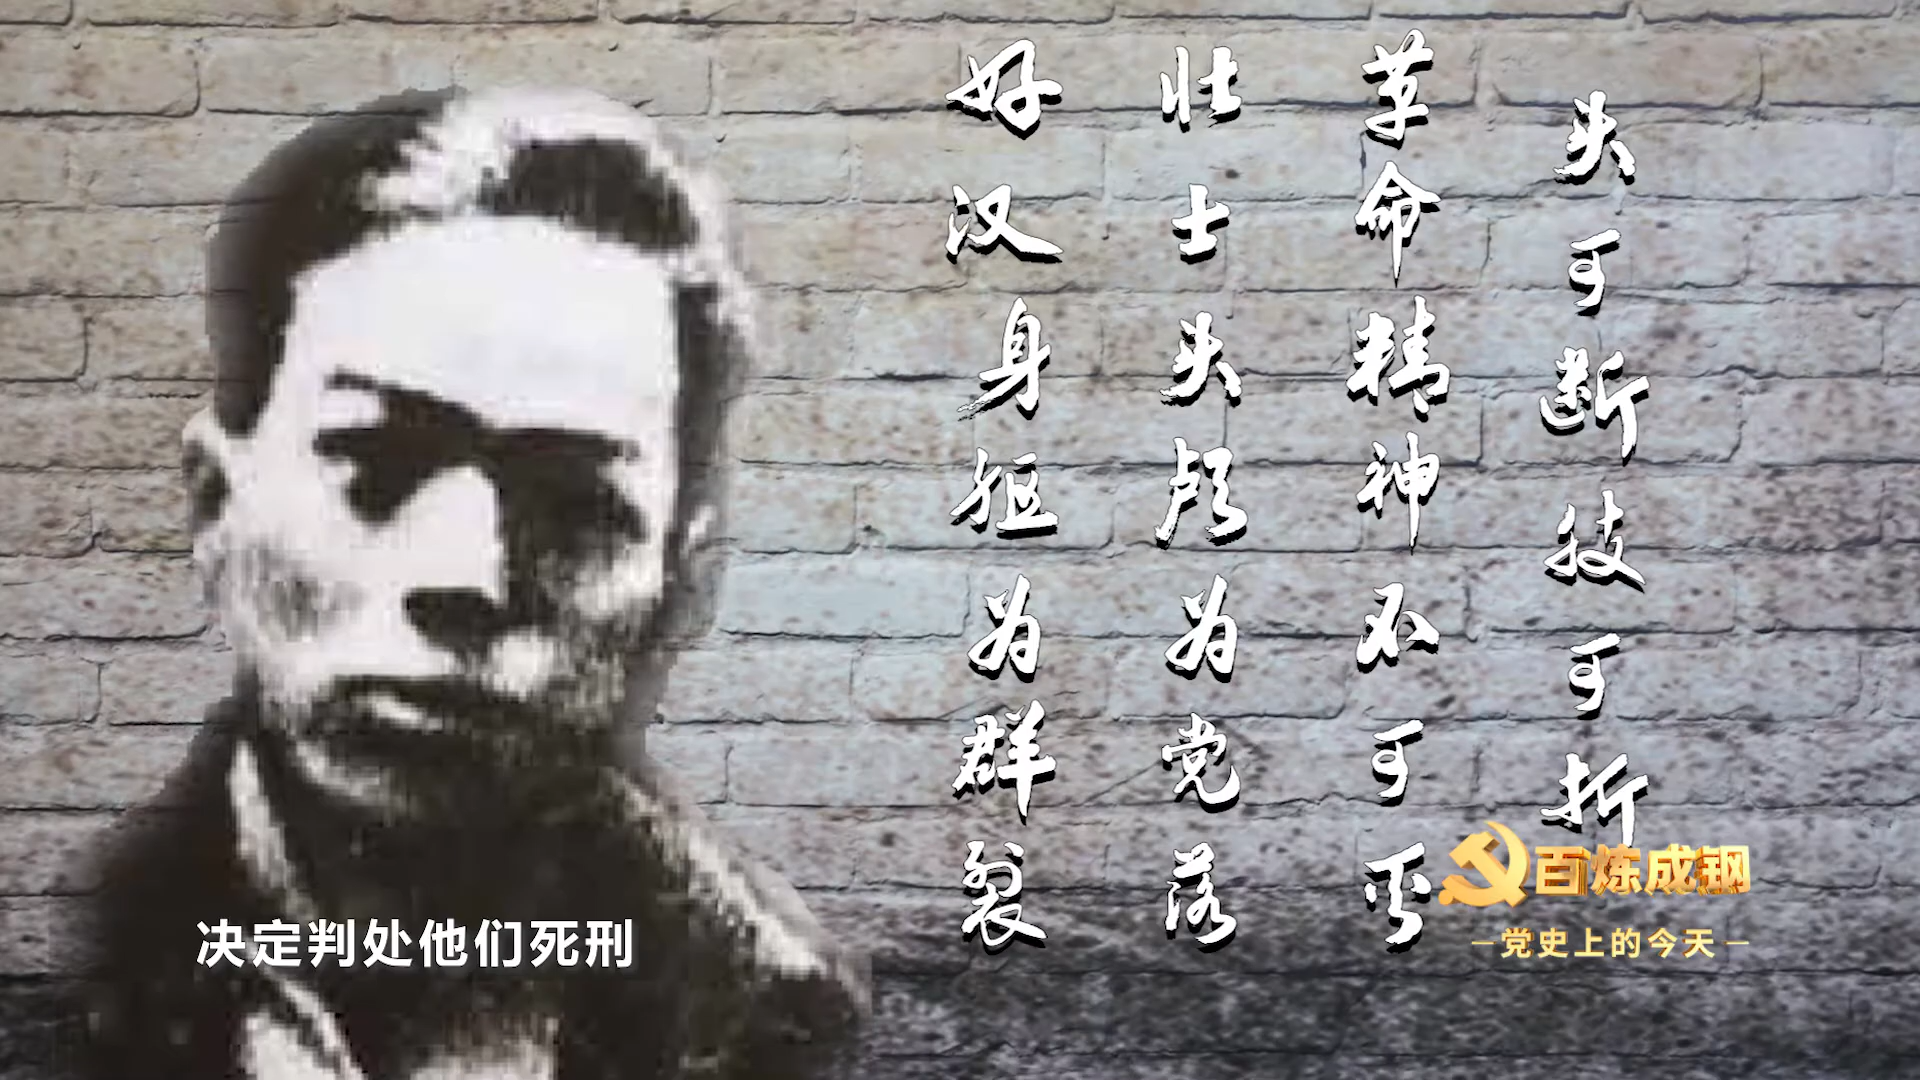 头可断肢可折
革命精神不可灭
壮士头颅为党落
好汉身躯为群裂
百炼成钢
党史上的今天
决定判处他们死刑